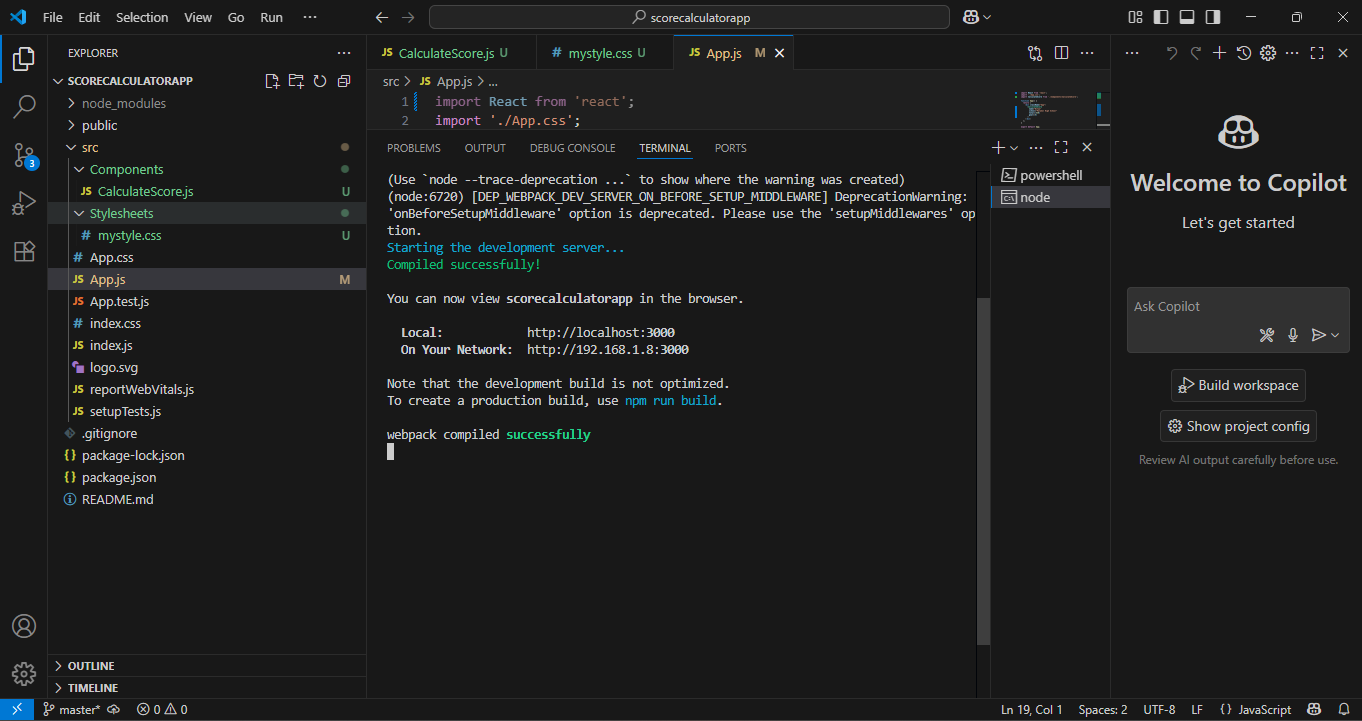 File Edit Selection View Go Run ···
scorecalculatorapp
EXPLORER
SCORECALCULATORAPP
node_modules
public
src
Components
JS CalculateScore.js U
Stylesheets
# mystyle.css U
# App.css
JS App.js M
JS App.test.js
# index.css
JS index.js
logo.svg
JS reportWebVitals.js
JS setupTests.js
.gitignore
{} package-lock.json
{} package.json
README.md
OUTLINE
TIMELINE
3
JS CalculateScore.js U
# mystyle.css U
JS App.js M
src > JS App.js > ...
1 import React from 'react';
2 import './App.css';
PROBLEMS OUTPUT DEBUG CONSOLE TERMINAL PORTS
(Use `node --trace-deprecation ...` to show where the warning was created)
(node:6720) [DEP_WEBPACK_DEV_SERVER_ON_BEFORE_SETUP_MIDDLEWARE] DeprecationWarning:
'onBeforeSetupMiddleware' option is deprecated. Please use the 'setupMiddlewares' op
tion.
Starting the development server...
Compiled successfully!
You can now view scorecalculatorapp in the browser.
Local: http://localhost:3000
On Your Network: http://192.168.1.8:3000
Note that the development build is not optimized.
To create a production build, use npm run build.
webpack compiled successfully
powershell
node
Welcome to Copilot
Let's get started
Ask Copilot
Build workspace
Show project config
Review AI output carefully before use.
master* 0 0 Ln 19, Col 1 Spaces: 2 UTF-8 LF {} JavaScript